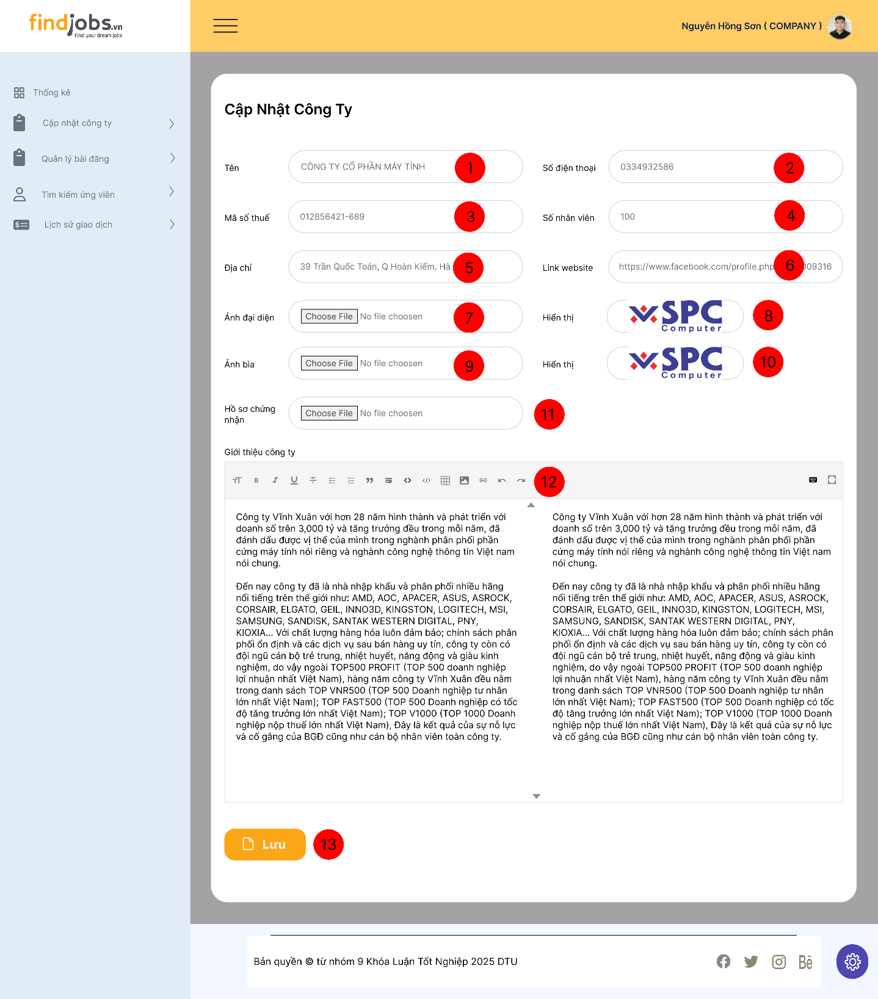 findjobs.vn
Find your dream jobs
Nguyễn Hồng Sơn ( COMPANY )
Thống kê
Cập nhật công ty
Quản lý bài đăng
Tìm kiếm ứng viên
Lịch sử giao dịch
Cập Nhật Công Ty
Tên
CÔNG TY CỔ PHẦN MÁY TÍNH
1
Số điện thoại
0334932586
2
Mã số thuế
012856421-689
3
Số nhân viên
100
4
Địa chỉ
39 Trần Quốc Toản, Q Hoàn Kiếm, Hà
5
Link website
https://www.facebook.com/profile.php
6
009316
Ảnh đại diện
Choose File No file choosen
7
Hiển thị
SPC
Computer
8
Ảnh bìa
Choose File No file choosen
9
Hiển thị
SPC
Computer
10
Hồ sơ chứng
nhận
Choose File No file choosen
11
Giới thiệu công ty
12
Công ty Vĩnh Xuân với hơn 28 năm hình thành và phát triển với
doanh số trên 3,000 tỷ và tăng trưởng đều trong mỗi năm, đã
đánh dấu được vị thế của mình trong nghành phân phối phần
cứng máy tính nói riêng và nghành công nghệ thông tin Việt nam
nói chung.
Đến nay công ty đã là nhà nhập khẩu và phân phối nhiều hãng
nổi tiếng trên thế giới như: AMD, AOC, APACER, ASUS, ASROCK,
CORSAIR, ELGATO, GEIL, INNO3D, KINGSTON, LOGITECH, MSI,
SAMSUNG, SANDISK, SANTAK WESTERN DIGITAL, PNY,
KIOXIA... Với chất lượng hàng hóa luôn đảm bảo; chính sách phân
phối ổn định và các dịch vụ sau bán hàng uy tín, công ty còn có
đội ngũ cán bộ trẻ trung, nhiệt huyết, năng động và giàu kinh
nghiệm, do vậy ngoài TOP500 PROFIT (TOP 500 doanh nghiệp
lợi nhuận nhất Việt Nam), hàng năm công ty Vĩnh Xuân đều nằm
trong danh sách TOP VNR500 (TOP 500 Doanh nghiệp tư nhân
lớn nhất Việt Nam); TOP FAST500 (TOP 500 Doanh nghiệp có tốc
độ tăng trưởng lớn nhất Việt Nam); TOP V1000 (TOP 1000 Doanh
nghiệp nộp thuế lớn nhất Việt Nam), Đây là kết quả của sự nỗ lực
và cố gắng của BGĐ cũng như cán bộ nhân viên toàn công ty.
Công ty Vĩnh Xuân với hơn 28 năm hình thành và phát triển với
doanh số trên 3,000 tỷ và tăng trưởng đều trong mỗi năm, đã
đánh dấu được vị thế của mình trong nghành phân phối phần
cứng máy tính nói riêng và nghành công nghệ thông tin Việt nam
nói chung.
Đến nay công ty đã là nhà nhập khẩu và phân phối nhiều hãng
nổi tiếng trên thế giới như: AMD, AOC, APACER, ASUS, ASROCK,
CORSAIR, ELGATO, GEIL, INNO3D, KINGSTON, LOGITECH, MSI,
SAMSUNG, SANDISK, SANTAK WESTERN DIGITAL, PNY,
KIOXIA... Với chất lượng hàng hóa luôn đảm bảo; chính sách phân
phối ổn định và các dịch vụ sau bán hàng uy tín, công ty còn có
đội ngũ cán bộ trẻ trung, nhiệt huyết, năng động và giàu kinh
nghiệm, do vậy ngoài TOP500 PROFIT (TOP 500 doanh nghiệp
lợi nhuận nhất Việt Nam), hàng năm công ty Vĩnh Xuân đều nằm
trong danh sách TOP VNR500 (TOP 500 Doanh nghiệp tư nhân
lớn nhất Việt Nam); TOP FAST500 (TOP 500 Doanh nghiệp có tốc
độ tăng trưởng lớn nhất Việt Nam); TOP V1000 (TOP 1000 Doanh
nghiệp nộp thuế lớn nhất Việt Nam), Đây là kết quả của sự nỗ lực
và cố gắng của BGĐ cũng như cán bộ nhân viên toàn công ty.
Lưu
13
Bản quyền © từ nhóm 9 Khóa Luận Tốt Nghiệp 2025 DTU